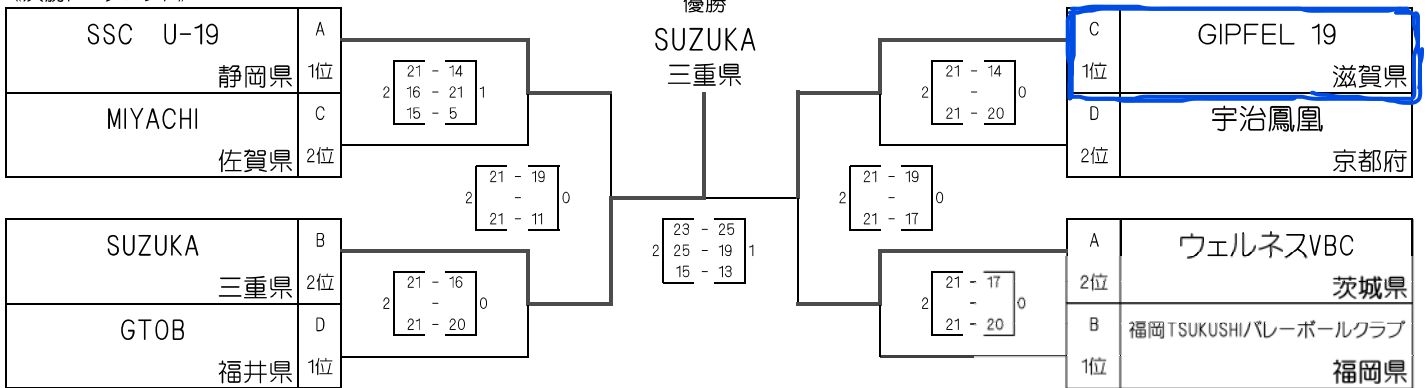 優勝
SUZUKA
三重県
SSC U-19
静岡県
A
1位
MIYACHI
佐賀県
C
2位
21 - 14
2 16 - 21 1
15 - 5
SUZUKA
三重県
B
2位
GTOB
福井県
D
1位
21 - 16
2 - 0
21 - 20
21 - 19
2 - 0
21 - 11
23 - 25
2 25 - 19 1
15 - 13
21 - 19
2 - 0
21 - 17
21 - 14
2 - 0
21 - 20
C
1位
GIPFEL 19
滋賀県
D
2位
宇治鳳凰
京都府
21 - 17
2 - 0
21 - 20
A
2位
ウェルネスVBC
茨城県
B
1位
福岡TSUKUSHIバレーボールクラブ
福岡県